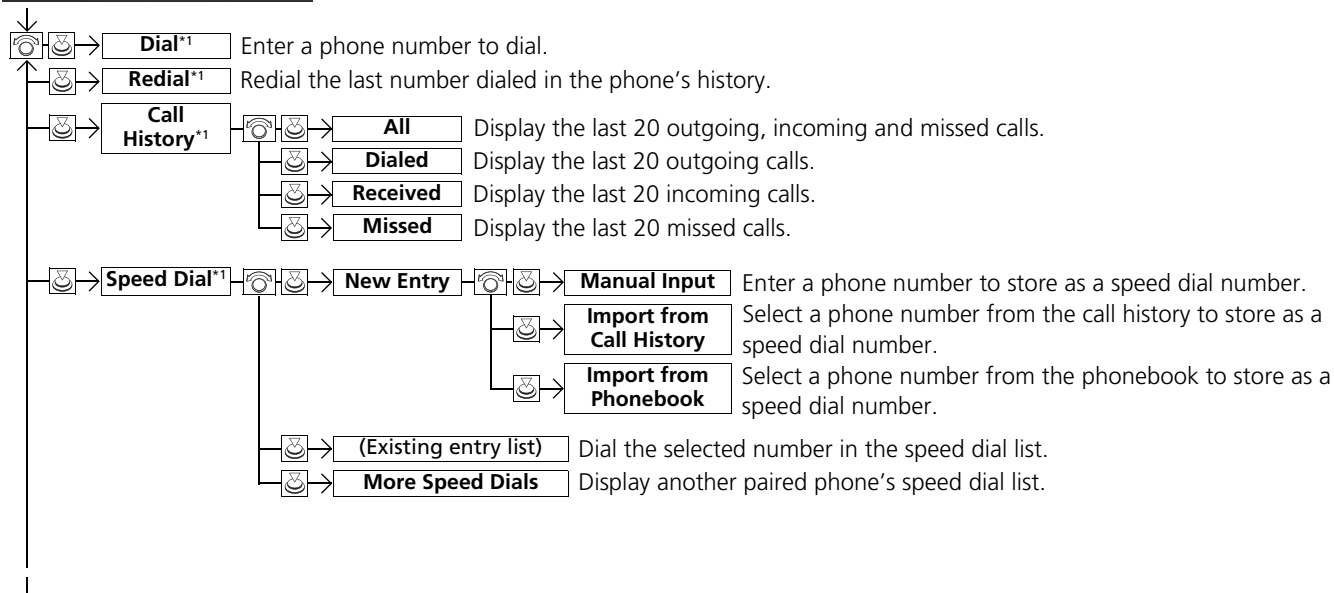 Dial*1 Enter a phone number to dial.
Redial*1 Redial the last number dialed in the phone's history.
Call History*1
All Display the last 20 outgoing, incoming and missed calls.
Dialed Display the last 20 outgoing calls.
Received Display the last 20 incoming calls.
Missed Display the last 20 missed calls.
Speed Dial*1 New Entry Manual Input Enter a phone number to store as a speed dial number.
Import from
Call History
Select a phone number from the call history to store as a
speed dial number.
Import from
Phonebook
Select a phone number from the phonebook to store as a
speed dial number.
(Existing entry list) Dial the selected number in the speed dial list.
More Speed Dials Display another paired phone's speed dial list.